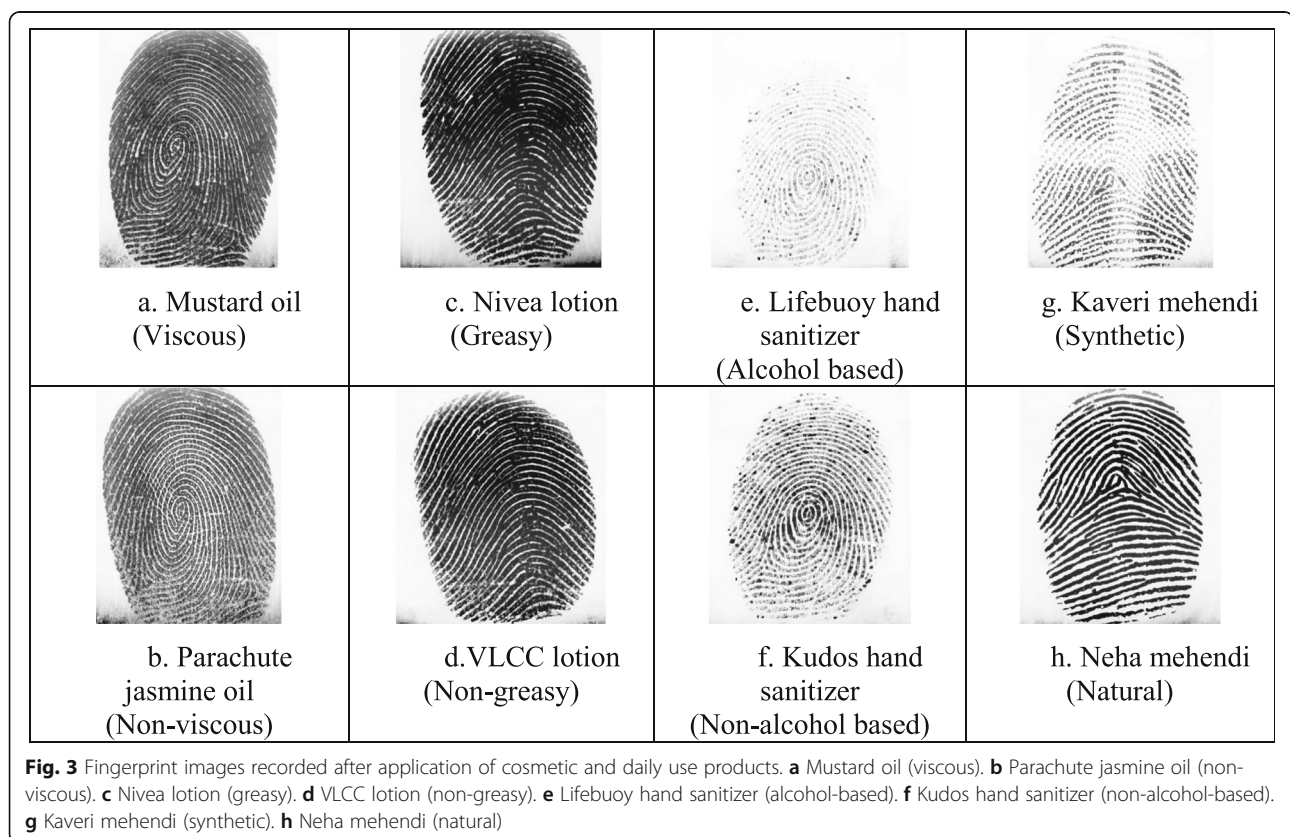 a. Mustard oil
(Viscous)
c. Nivea lotion
(Greasy)
e. Lifebuoy hand
sanitizer
(Alcohol based)
g. Kaveri mehendi
(Synthetic)
b. Parachute
jasmine oil
(Non-viscous)
d.VLCC lotion
(Non-greasy)
f. Kudos hand
sanitizer
(Non-alcohol based)
h. Neha mehendi
(Natural)
Fig. 3 Fingerprint images recorded after application of cosmetic and daily use products. a Mustard oil (viscous). b Parachute jasmine oil (non-
viscous). c Nivea lotion (greasy). d VLCC lotion (non-greasy). e Lifebuoy hand sanitizer (alcohol-based). f Kudos hand sanitizer (non-alcohol-based).
g Kaveri mehendi (synthetic). h Neha mehendi (natural)